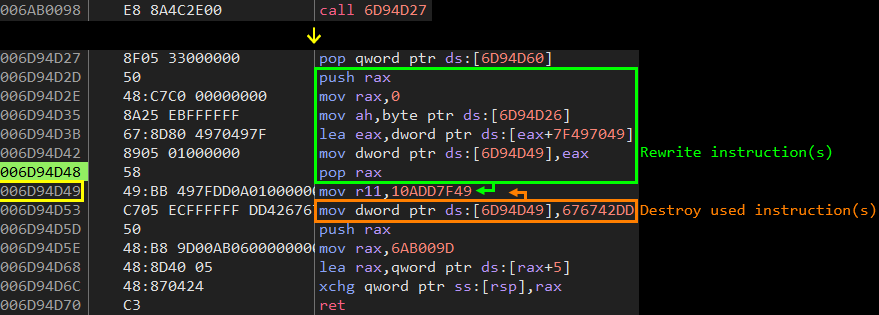 006AB0098 E8 8A4C2E00 call 6D94D27
006D94D27 8F05 33000000 pop qword ptr ds:[6D94D60]
006D94D2D 50 push rax
006D94D2E 48:C7C0 00000000 mov rax,0
006D94D35 8A25 EBFFFFFF mov ah,byte ptr ds:[6D94D26]
006D94D3B 67:8D80 4970497F lea eax,dword ptr ds:[eax+7F497049]
006D94D42 8905 01000000 mov dword ptr ds:[6D94D49],eax Rewrite instruction(s)
006D94D48 58 pop rax
006D94D49 49:BB 497FDD0A01000000 mov r11,10ADD7F49
006D94D53 C705 ECFFFFFF DD426767 mov dword ptr ds:[6D94D49],676742DD Destroy used instruction(s)
006D94D5D 50 push rax
006D94D5E 48:B8 9D00AB0600000000 mov rax,6AB009D
006D94D68 48:8D40 05 lea rax,qword ptr ds:[rax+5]
006D94D6C 48:870424 xchg qword ptr ss:[rsp],rax
006D94D70 C3 ret